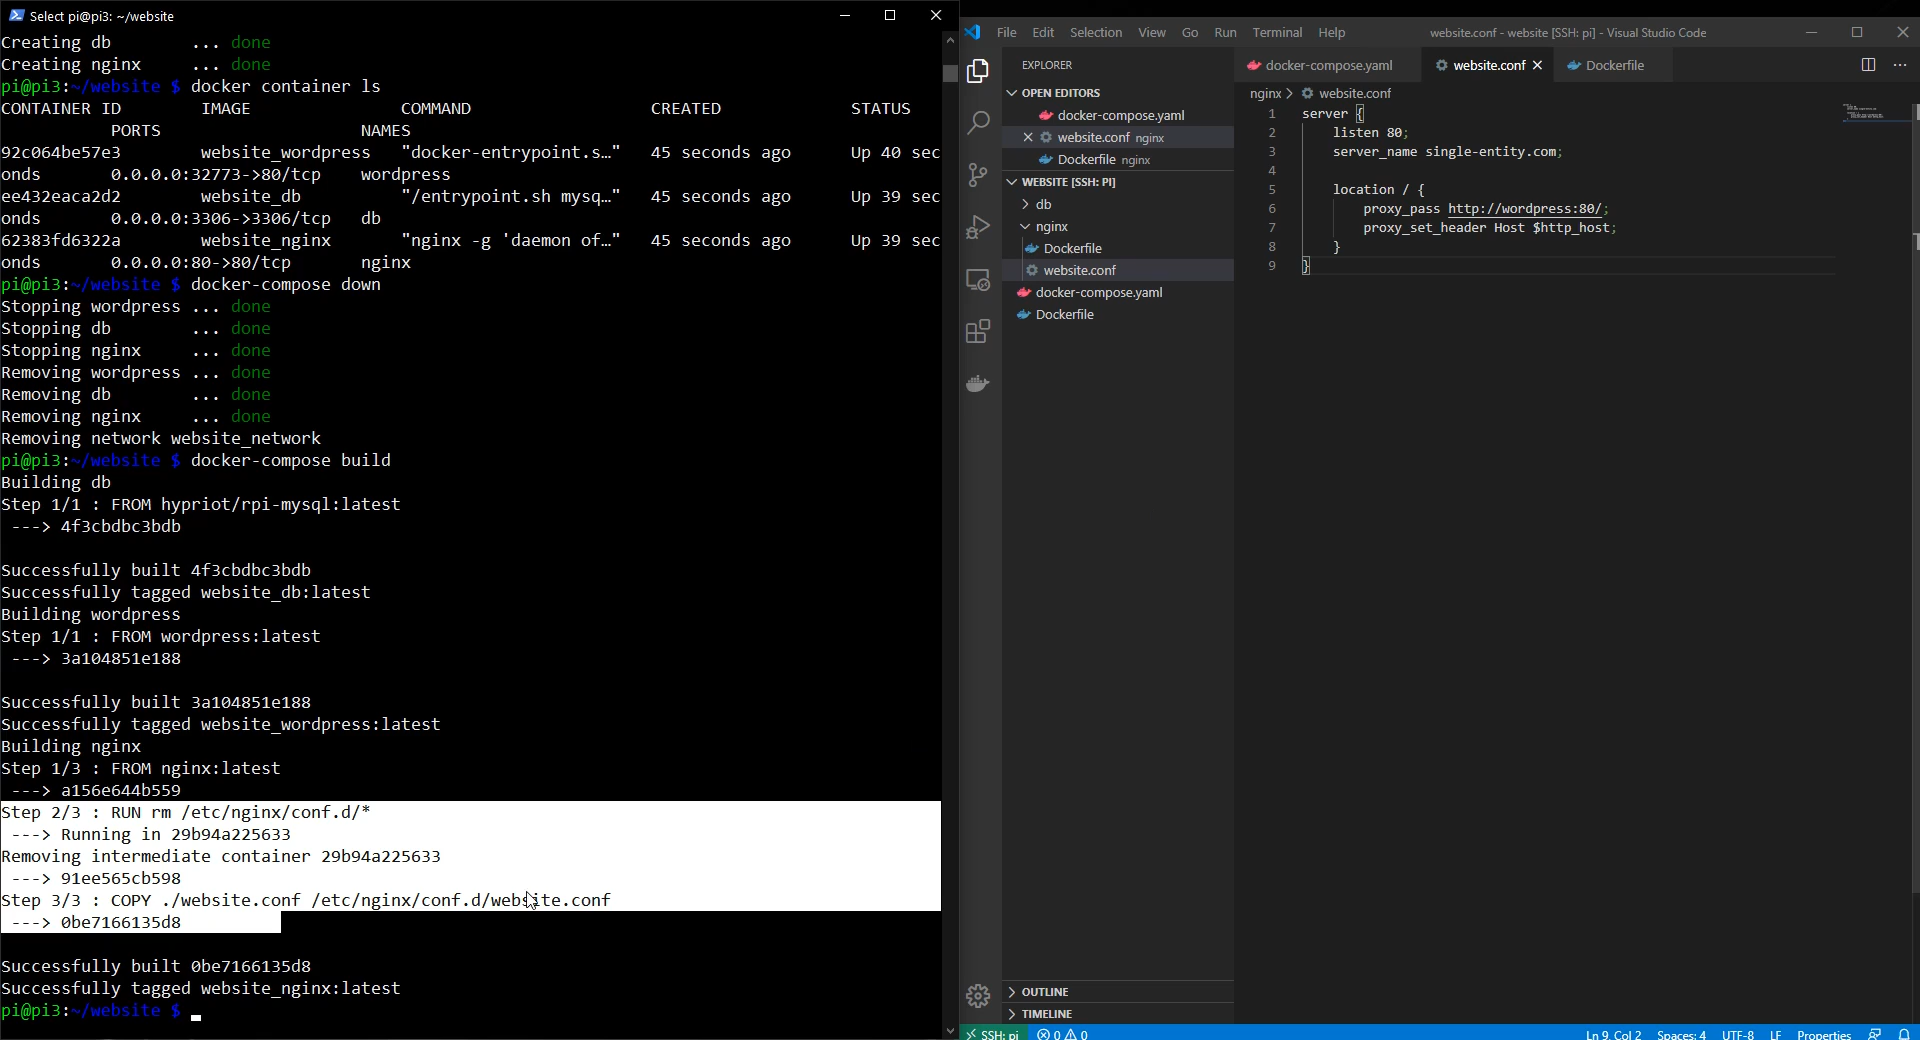 Select pi@pi3: ~/website
Creating db ... done
Creating nginx ... done
pi@pi3:~/website $ docker container ls
CONTAINER ID IMAGE COMMAND CREATED STATUS
PORTS NAMES
92c064be57e3 website_wordpress "docker-entrypoint.s…" 45 seconds ago Up 40 sec
onds 0.0.0.0:32773->80/tcp wordpress
ee432eaca2d2 website_db "/entrypoint.sh mysq…" 45 seconds ago Up 39 sec
onds 0.0.0.0:3306->3306/tcp db
62383fd6322a website_nginx "nginx -g 'daemon of…" 45 seconds ago Up 39 sec
onds 0.0.0.0:80->80/tcp nginx
pi@pi3:~/website $ docker-compose down
Stopping wordpress ... done
Stopping db ... done
Stopping nginx ... done
Removing wordpress ... done
Removing db ... done
Removing nginx ... done
Removing network website_network
pi@pi3:~/website $ docker-compose build
Building db
Step 1/1 : FROM hypriot/rpi-mysql:latest
---> 4f3cbdbc3bdb
Successfully built 4f3cbdbc3bdb
Successfully tagged website_db:latest
Building wordpress
Step 1/1 : FROM wordpress:latest
---> 3a104851e188
Successfully built 3a104851e188
Successfully tagged website_wordpress:latest
Building nginx
Step 1/3 : FROM nginx:latest
---> a156e644b559
Step 2/3 : RUN rm /etc/nginx/conf.d/*
---> Running in 29b94a225633
Removing intermediate container 29b94a225633
---> 91ee565cb598
Step 3/3 : COPY ./website.conf /etc/nginx/conf.d/website.conf
---> 0be7166135d8
Successfully built 0be7166135d8
Successfully tagged website_nginx:latest
pi@pi3:~/website $
File Edit Selection View Go Run Terminal Help website.conf - website [SSH: pi] - Visual Studio Code
EXPLORER
OPEN EDITORS
docker-compose.yaml
website.conf nginx
Dockerfile nginx
WEBSITE [SSH: PI]
db
nginx
Dockerfile
website.conf
docker-compose.yaml
Dockerfile
OUTLINE
TIMELINE
docker-compose.yaml website.conf Dockerfile
nginx > website.conf
1 server {
2 listen 80;
3 server_name single-entity.com;
4
5 location / {
6 proxy_pass http://wordpress:80/;
7 proxy_set_header Host $http_host;
8 }
9 }
SSH: pi 0 0 Ln 9, Col 2 Spaces: 4 UTF-8 LF Properties